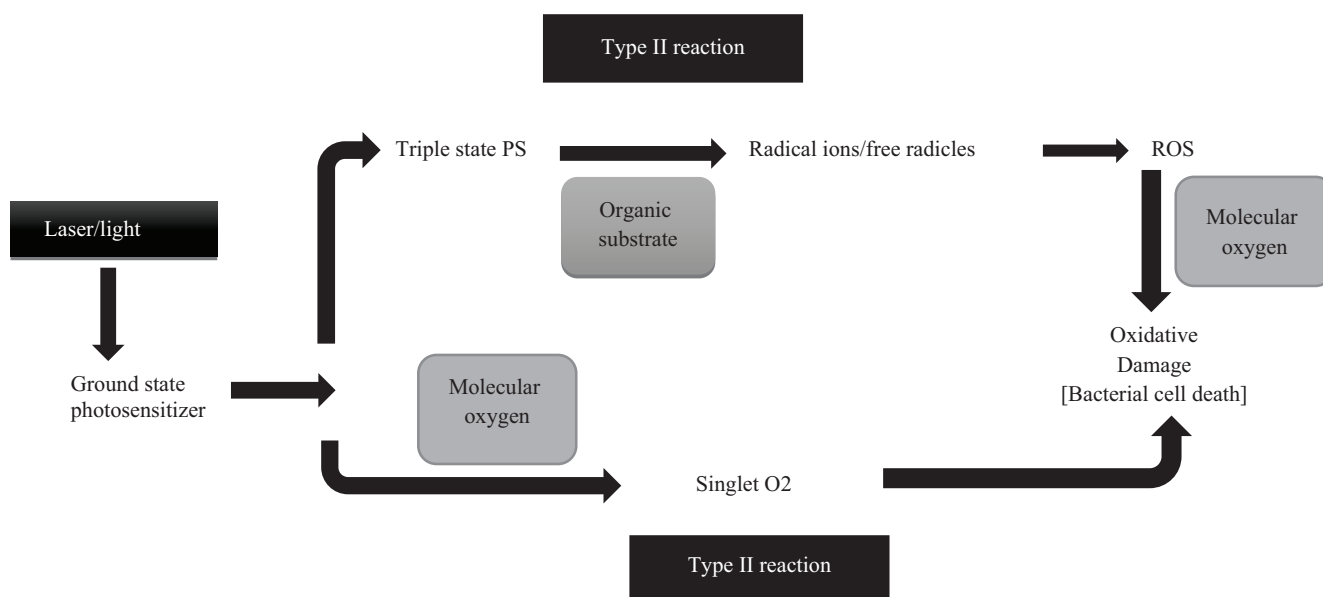 Type II reaction
Triple state PS
Radical ions/free radicles
ROS
Organic
substrate
Molecular
oxygen
Laser/light
Ground state
photosensitizer
Molecular
oxygen
Oxidative
Damage
[Bacterial cell death]
Singlet O2
Type II reaction